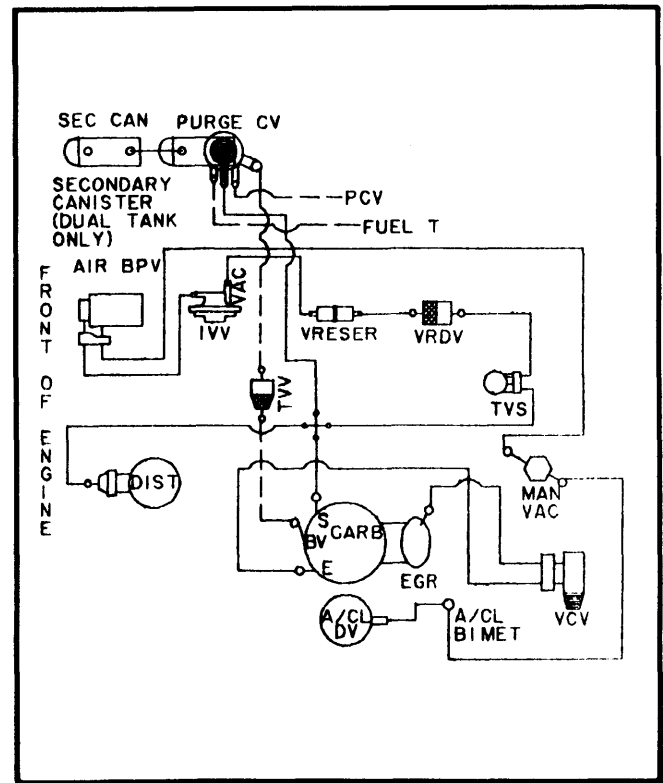 SEC CAN
PURGE CV
SECONDARY
CANISTER
(DUAL TANK
ONLY)
PCV
FUEL T
AIR BPV
FRONT OF ENGINE
VAC
IVV
VRESER
VRDV
TVV
TVS
DIST
MAN
VAC
S
CARB
BV
E
EGR
VCV
A/CL
DV
A/CL
BIMET